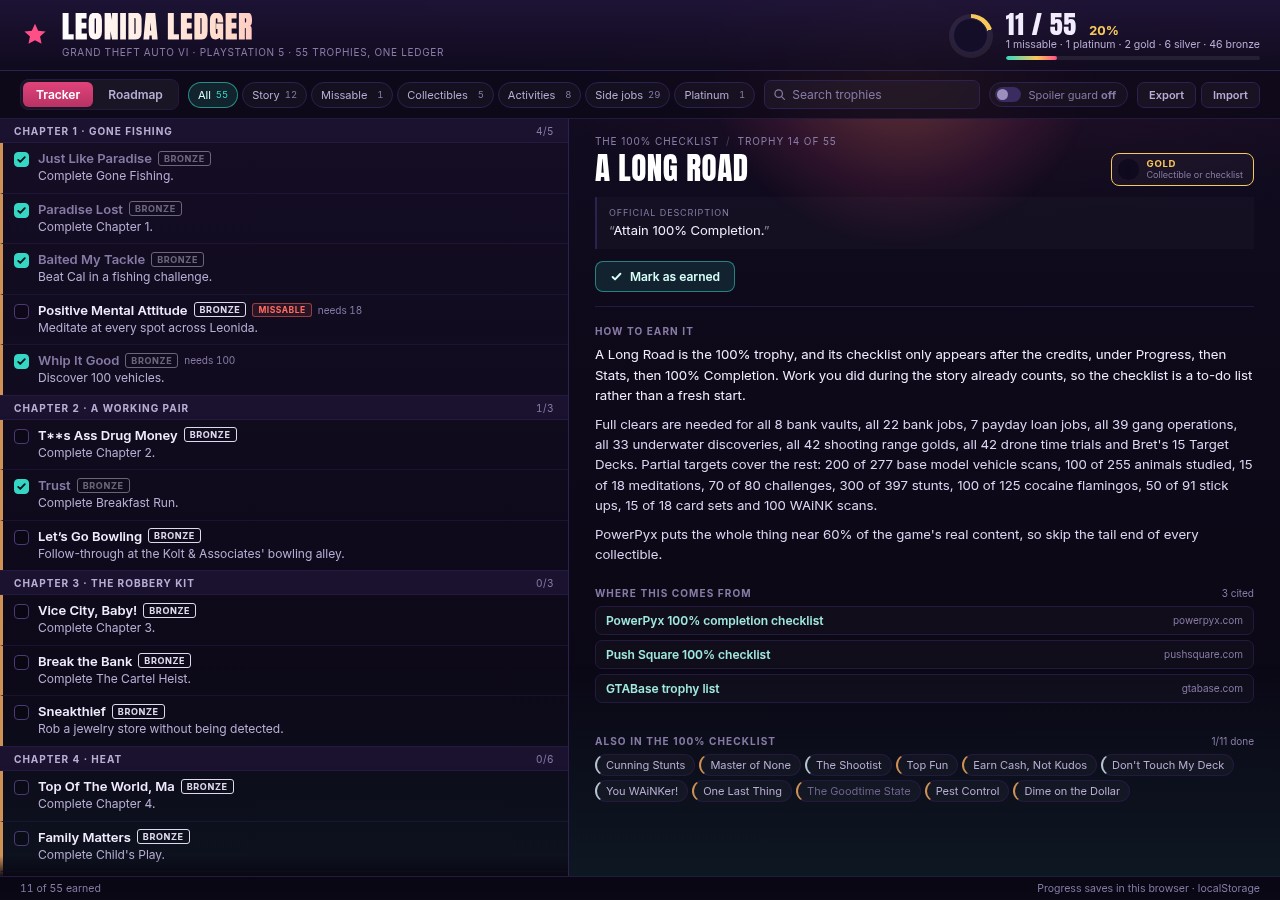 LEONIDA LEDGER
GRAND THEFT AUTO VI · PLAYSTATION 5 · 55 TROPHIES, ONE LEDGER
11 / 55 20%
1 missable · 1 platinum · 2 gold · 6 silver · 46 bronze
Tracker Roadmap All 55 Story 12 Missable 1 Collectibles 5 Activities 8 Side jobs 29 Platinum 1 Search trophies Spoiler guard off Export Import
CHAPTER 1 · GONE FISHING 4/5
Just Like Paradise BRONZE
Complete Gone Fishing.
Paradise Lost BRONZE
Complete Chapter 1.
Baited My Tackle BRONZE
Beat Cal in a fishing challenge.
Positive Mental Attitude BRONZE MISSABLE needs 18
Meditate at every spot across Leonida.
Whip It Good BRONZE needs 100
Discover 100 vehicles.
CHAPTER 2 · A WORKING PAIR 1/3
T**s Ass Drug Money BRONZE
Complete Chapter 2.
Trust BRONZE
Complete Breakfast Run.
Let's Go Bowling BRONZE
Follow-through at the Kolt & Associates' bowling alley.
CHAPTER 3 · THE ROBBERY KIT 0/3
Vice City, Baby! BRONZE
Complete Chapter 3.
Break the Bank BRONZE
Complete The Cartel Heist.
Sneakthief BRONZE
Rob a jewelry store without being detected.
CHAPTER 4 · HEAT 0/6
Top Of The World, Ma BRONZE
Complete Chapter 4.
Family Matters BRONZE
Complete Child's Play.
THE 100% CHECKLIST / TROPHY 14 OF 55
A LONG ROAD
GOLD
Collectible or checklist
OFFICIAL DESCRIPTION
"Attain 100% Completion."
Mark as earned
HOW TO EARN IT
A Long Road is the 100% trophy, and its checklist only appears after the credits, under Progress, then
Stats, then 100% Completion. Work you did during the story already counts, so the checklist is a to-do list
rather than a fresh start.
Full clears are needed for all 8 bank vaults, all 22 bank jobs, 7 payday loan jobs, all 39 gang operations,
all 33 underwater discoveries, all 42 shooting range golds, all 42 drone time trials and Bret's 15 Target
Decks. Partial targets cover the rest: 200 of 277 base model vehicle scans, 100 of 255 animals studied, 15
of 18 meditations, 70 of 80 challenges, 300 of 397 stunts, 100 of 125 cocaine flamingos, 50 of 91 stick
ups, 15 of 18 card sets and 100 WAiNK scans.
PowerPyx puts the whole thing near 60% of the game's real content, so skip the tail end of every
collectible.
WHERE THIS COMES FROM 3 cited
PowerPyx 100% completion checklist powerpyx.com
Push Square 100% checklist pushsquare.com
GTABase trophy list gtabase.com
ALSO IN THE 100% CHECKLIST 1/11 done
Cunning Stunts Master of None The Shootist Top Fun Earn Cash, Not Kudos Don't Touch My Deck
You WAiNKer! One Last Thing The Goodtime State Pest Control Dime on the Dollar
11 of 55 earned Progress saves in this browser · localStorage